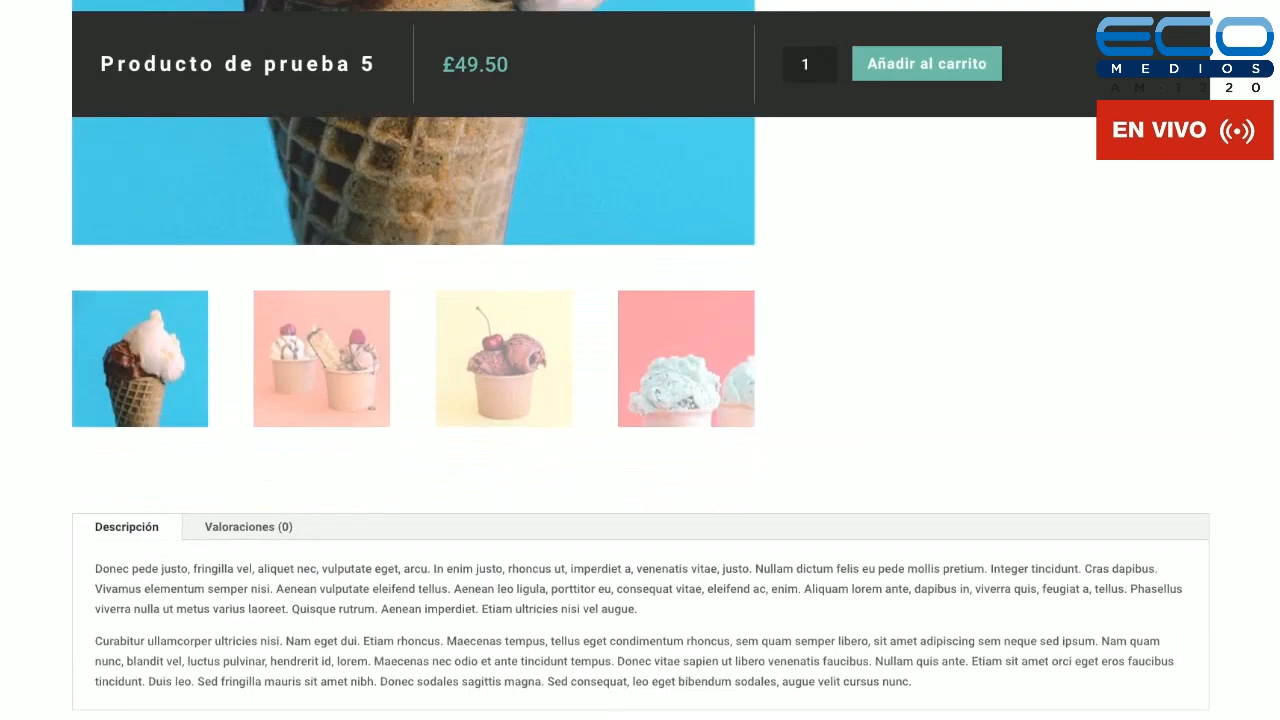 Producto de prueba 5
£49.50
1
Añadir al carrito
ECO
MEDIOS
AM-1220
EN VIVO
Descripción
Valoraciones (0)
Donec pede justo, fringilla vel, aliquet nec, vulputate eget, arcu. In enim justo, rhoncus ut, imperdiet a, venenatis vitae, justo. Nullam dictum felis eu pede mollis pretium. Integer tincidunt. Cras dapibus.
Vivamus elementum semper nisi. Aenean vulputate eleifend tellus. Aenean leo ligula, porttitor eu, consequat vitae, eleifend ac, enim. Aliquam lorem ante, dapibus in, viverra quis, feugiat a, tellus. Phasellus
viverra nulla ut metus varius laoreet. Quisque rutrum. Aenean imperdiet. Etiam ultricies nisi vel augue.
Curabitur ullamcorper ultricies nisi. Nam eget dui. Etiam rhoncus. Maecenas tempus, tellus eget condimentum rhoncus, sem quam semper libero, sit amet adipiscing sem neque sed ipsum. Nam quam
nunc, blandit vel, luctus pulvinar, hendrerit id, lorem. Maecenas nec odio et ante tincidunt tempus. Donec vitae sapien ut libero venenatis faucibus. Nullam quis ante. Etiam sit amet orci eget eros faucibus
tincidunt. Duis leo. Sed fringilla mauris sit amet nibh. Donec sodales sagittis magna. Sed consequat, leo eget bibendum sodales, augue velit cursus nunc.